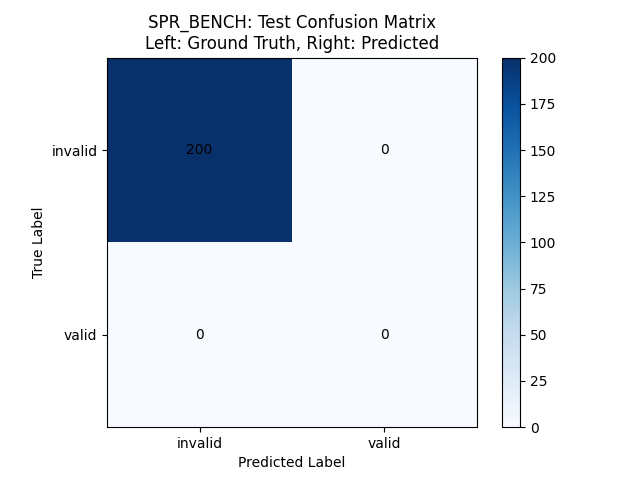 SPR_BENCH: Test Confusion Matrix
Left: Ground Truth, Right: Predicted
200
175
150
125
100
75
50
25
0
True Label
invalid
200
0
valid
0
0
invalid
valid
Predicted Label